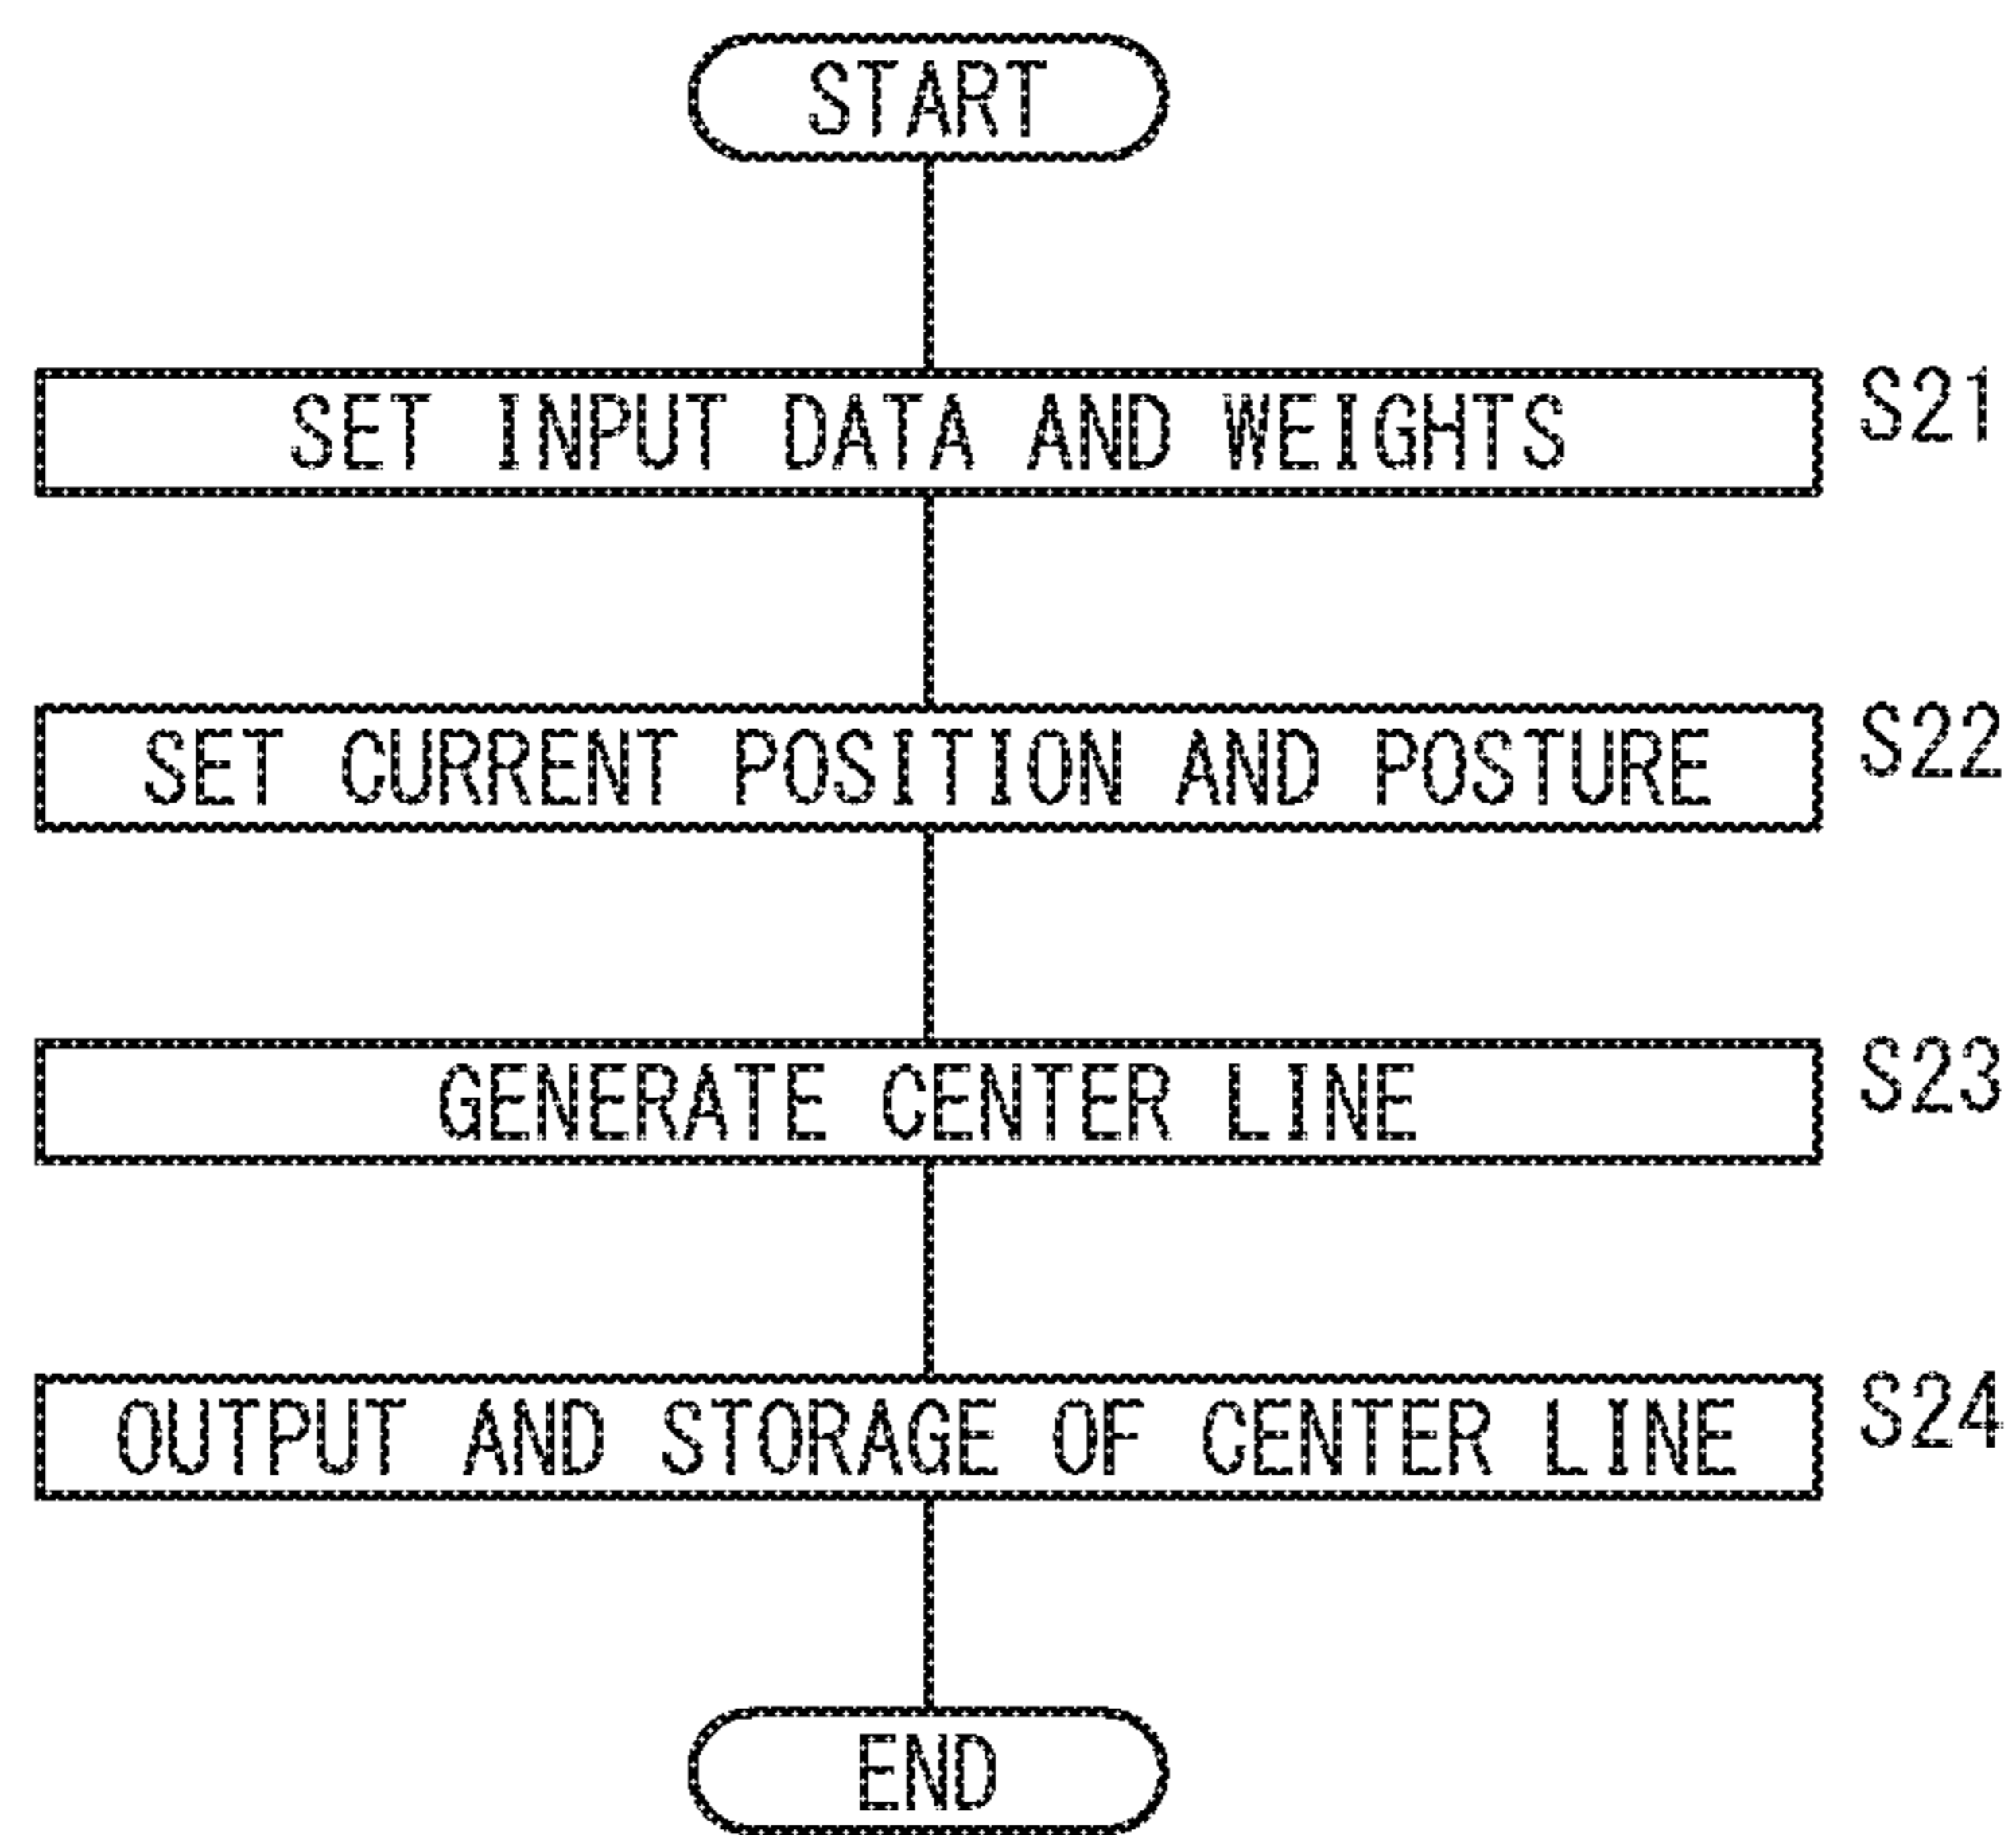 START
SET INPUT DATA AND WEIGHTS S21
SET CURRENT POSITION AND POSTURE S22
GENERATE CENTER LINE S23
OUTPUT AND STORAGE OF CENTER LINE S24
END